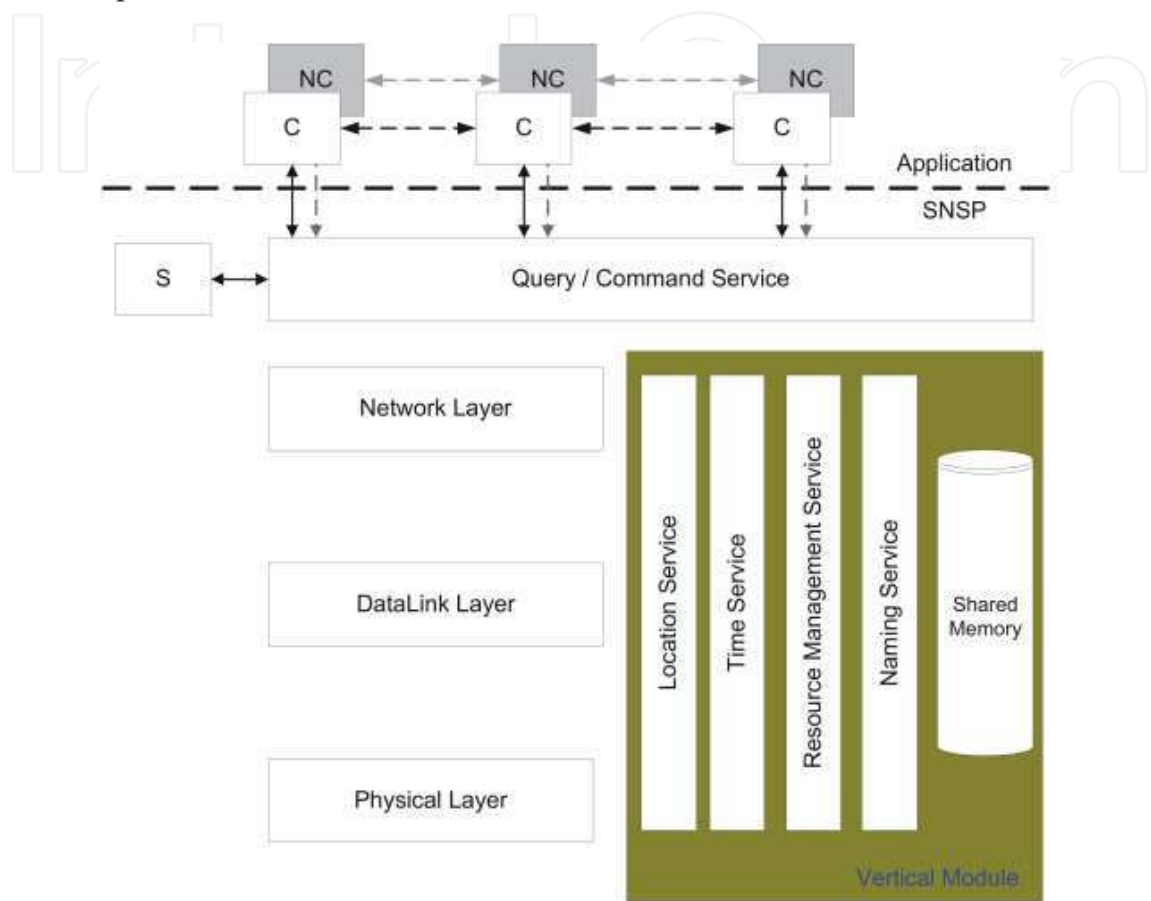 NC
NC
NC
C
C
C
Application
SNSP
S
Query / Command Service
Network Layer
DataLink Layer
Physical Layer
Location Service
Time Service
Resource Management Service
Naming Service
Shared
Memory
Vertical Module